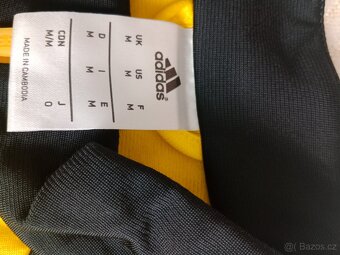 adidas®
UK US F
M M M
D I E
M M M
CDN J
M/M O
MADE IN CAMBODIA
bazos.cz